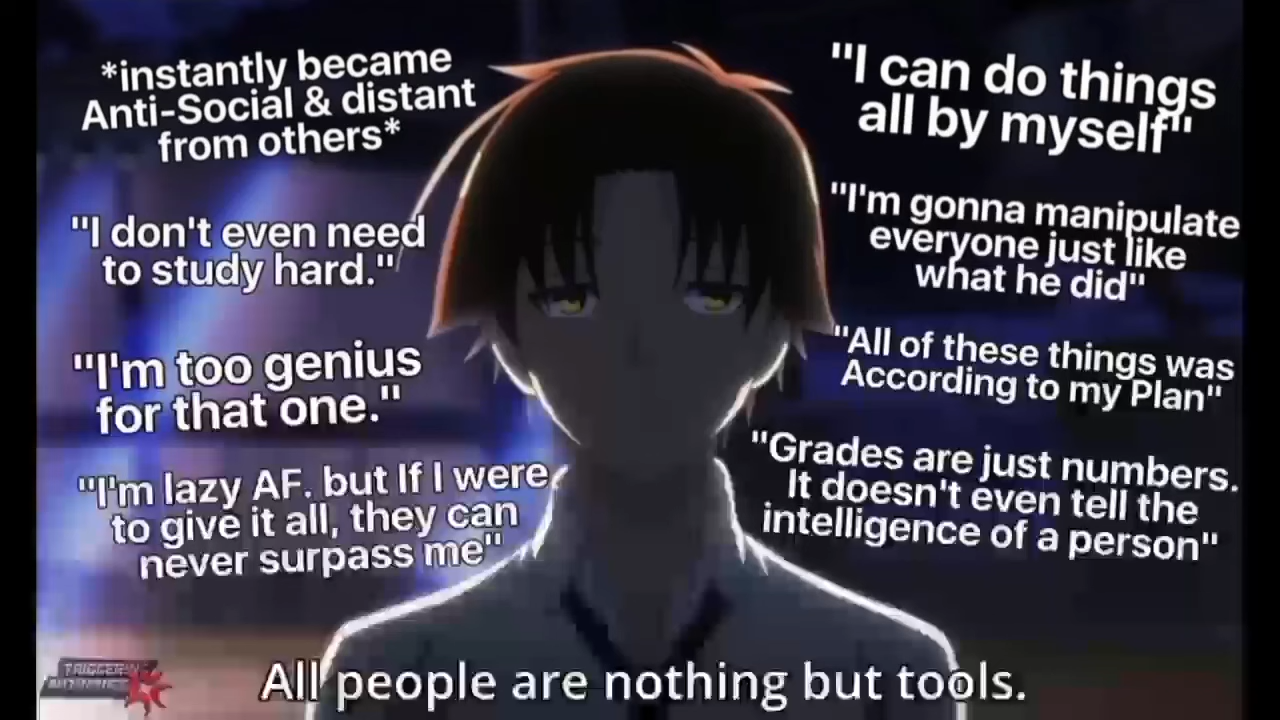 *instantly became
Anti-Social & distant
from others*
"I don't even need
to study hard."
"I'm too genius
for that one."
"I'm lazy AF. but If I were
to give it all, they can
never surpass me"
"I can do things
all by myself"
"I'm gonna manipulate
everyone just like
what he did"
"All of these things was
According to my Plan"
"Grades are just numbers.
It doesn't even tell the
intelligence of a person"
All people are nothing but tools.